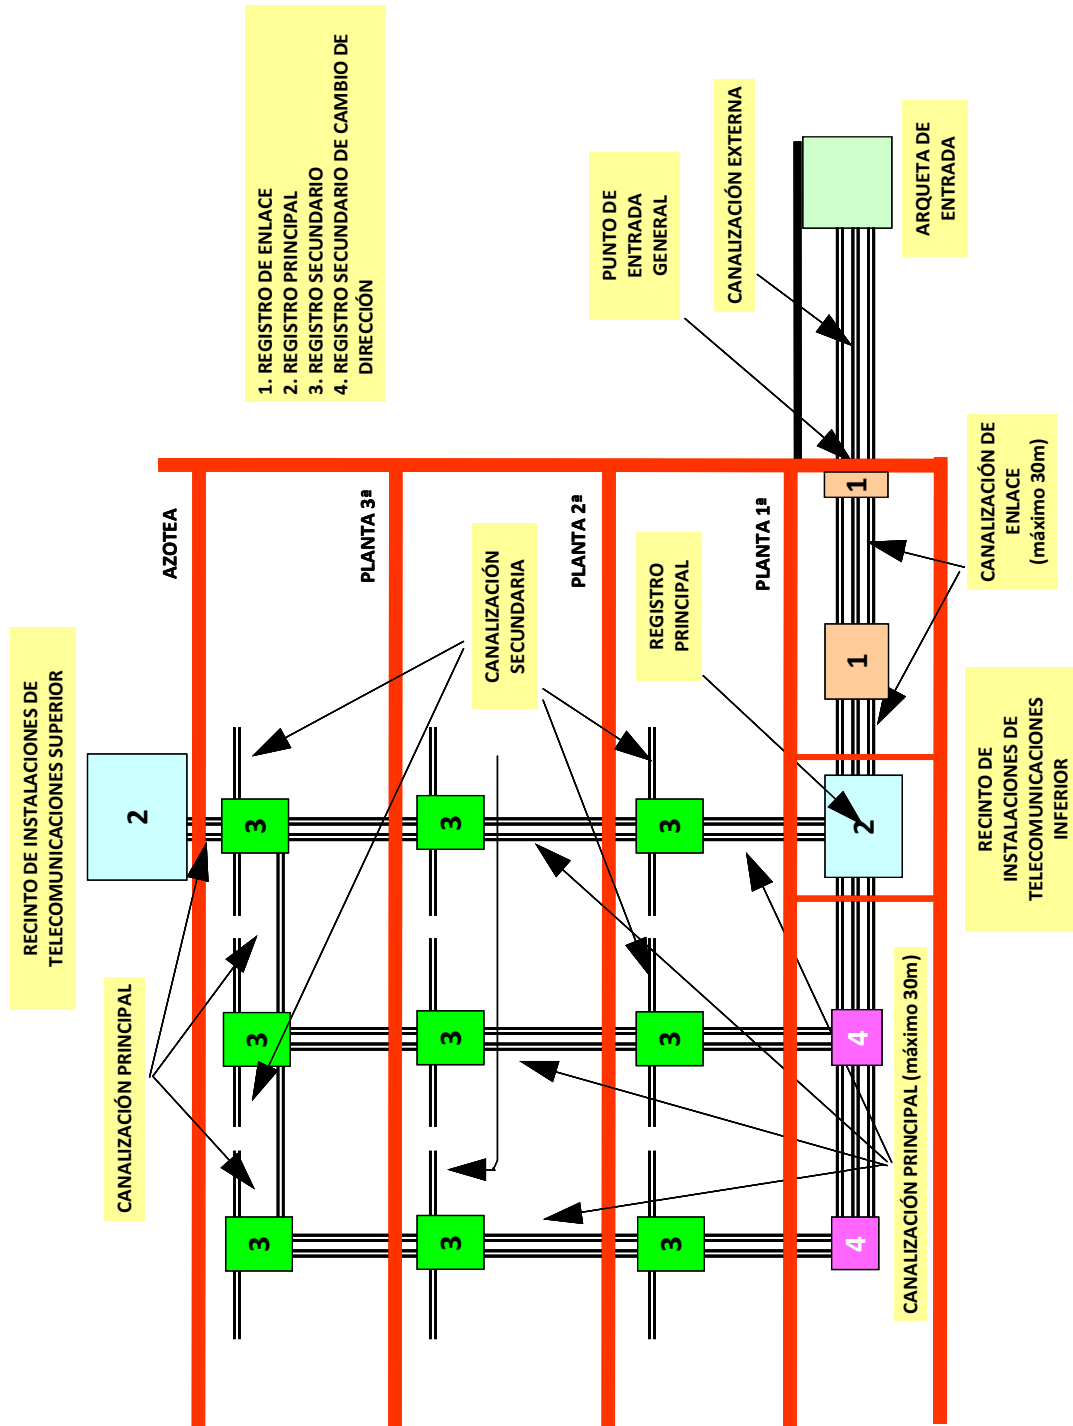 RECINTO DE INSTALACIONES DE
TELECOMUNICACIONES SUPERIOR
CANALIZACIÓN PRINCIPAL
1. REGISTRO DE ENLACE
2. REGISTRO PRINCIPAL
3. REGISTRO SECUNDARIO
4. REGISTRO SECUNDARIO DE CAMBIO DE
DIRECCIÓN
2
AZOTEA
3
3
3
PLANTA 3ª
CANALIZACIÓN
SECUNDARIA
3
3
3
PLANTA 2ª
PUNTO DE
ENTRADA
GENERAL
REGISTRO
PRINCIPAL
3
3
3
CANALIZACIÓN EXTERNA
PLANTA 1ª
4
4
2
1
1
ARQUETA DE
ENTRADA
CANALIZACIÓN PRINCIPAL (máximo 30m)
RECINTO DE
INSTALACIONES DE
TELECOMUNICACIONES
INFERIOR
CANALIZACIÓN DE
ENLACE
(máximo 30m)